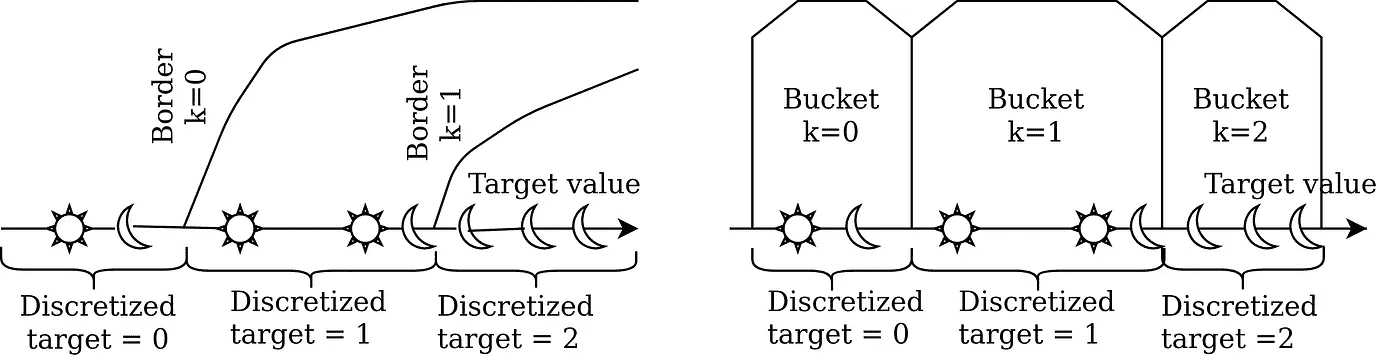 Border
k=0
Border
k=1
Target value
Discretized
target = 0
Discretized
target = 1
Discretized
target = 2
Bucket
k=0
Bucket
k=1
Bucket
k=2
Target value
Discretized
target = 0
Discretized
target = 1
Discretized
target =2